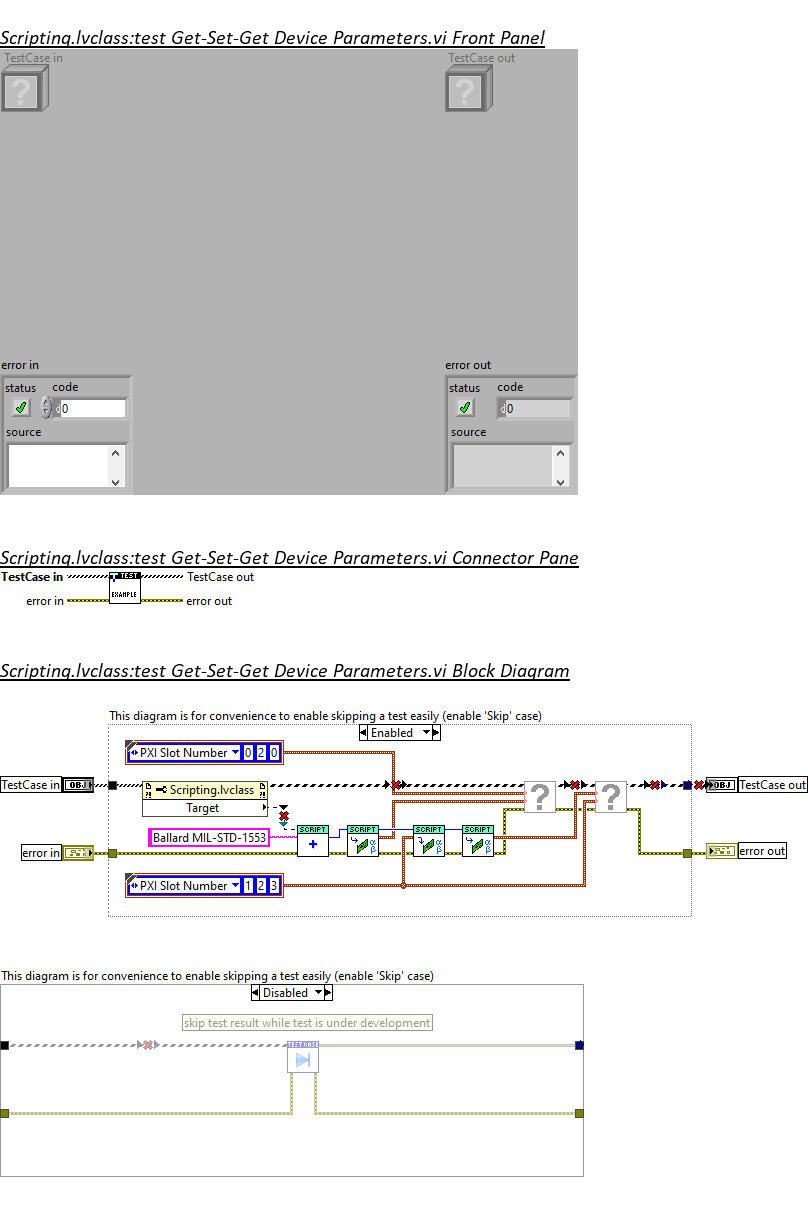 Scripting.lvclass:test Get-Set-Get Device Parameters.vi Front Panel
TestCase in
TestCase out
?
?
error in
error out
status
code
status
code
d
0
d
0
source
source
Scripting.lvclass:test Get-Set-Get Device Parameters.vi Connector Pane
TestCase in
TEST
TestCase out
EXAMPLE
error in
error out
Scripting.lvclass:test Get-Set-Get Device Parameters.vi Block Diagram
This diagram is for convenience to enable skipping a test easily (enable 'Skip' case)
Enabled
PXI Slot Number
0
2
0
TestCase in
OBJ
Scripting.lvclass
?
?
OBJ
TestCase out
Target
SCRIPT
SCRIPT
SCRIPT
SCRIPT
Ballard MIL-STD-1553
+
α
β
α
β
α
β
error in
error out
PXI Slot Number
1
2
3
This diagram is for convenience to enable skipping a test easily (enable 'Skip' case)
Disabled
skip test result while test is under development
TEST CASE